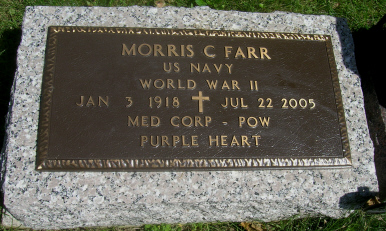 MORRIS C FARR
US NAVY
WORLD WAR II
JAN 3 1918 ✝ JUL 22 2005
MED CORP - POW
PURPLE HEART